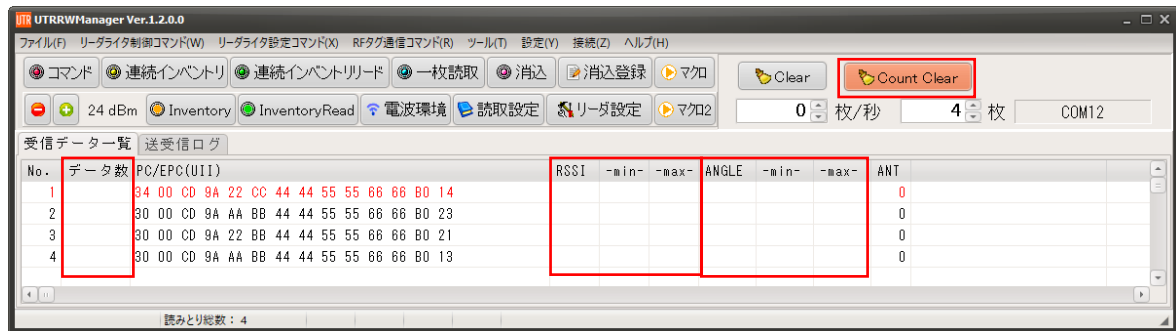 UTR UTRRWManager Ver.1.2.0.0
ファイル(F) リーダライタ制御コマンド(W) リーダライタ設定コマンド(X) RFタグ通信コマンド(R) ツール(T) 設定(Y) 接続(Z) ヘルプ(H)
コマンド 連続インベントリ 連続インベントリリード 一枚読取 消込 消込登録 マクロ Clear Count Clear
24 dBm Inventory InventoryRead 電波環境 読取設定 リーダ設定 マクロ2 0 枚/秒 4 枚 COM12
受信データ一覧 送受信ログ
No. データ数 PC/EPC(UII) RSSI -min- -max- ANGLE -min- -max- ANT
1 34 00 CD 9A 22 CC 44 44 55 55 66 66 B0 14 0
2 30 00 CD 9A AA BB 44 44 55 55 66 66 B0 23 0
3 30 00 CD 9A 22 BB 44 44 55 55 66 66 B0 21 0
4 30 00 CD 9A AA BB 44 44 55 55 66 66 B0 13 0
読みとり総数：4